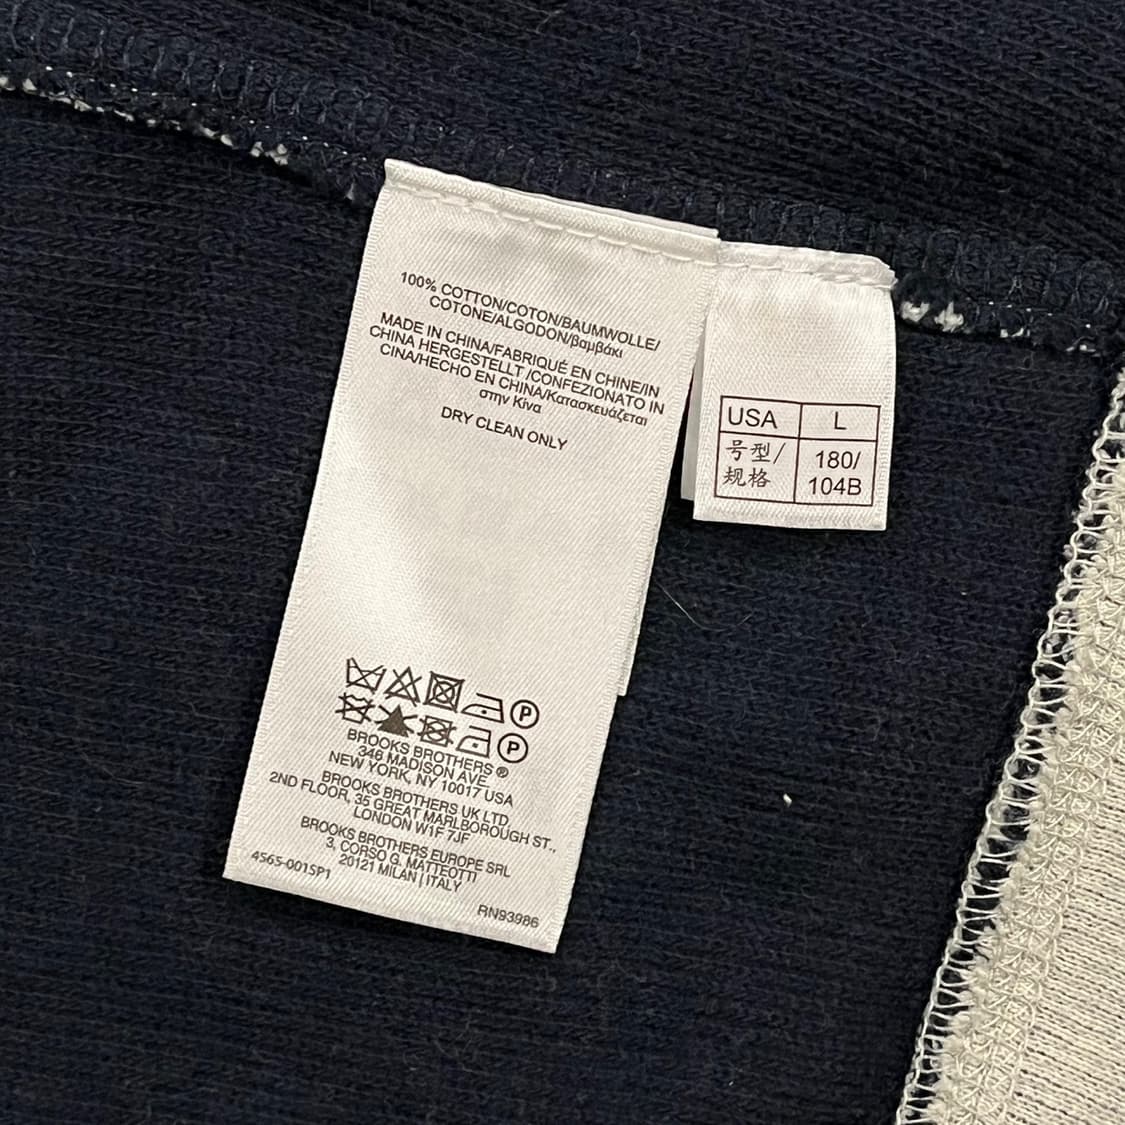 100% COTTON/COTON/BAUMWOLLE/
COTONE/ALGODON/βαμβάκι
MADE IN CHINA/FABRIQUÉ EN CHINE/IN
CHINA HERGESTELLT /CONFEZIONATO IN
CINA/HECHO EN CHINA/Κατασκευάζεται
στην Κίνα
DRY CLEAN ONLY
P
P
BROOKS BROTHERS®
346 MADISON AVE
NEW YORK, NY 10017 USA
BROOKS BROTHERS UK LTD
2ND FLOOR, 35 GREAT MARLBOROUGH ST.,
LONDON W1F 7JF
BROOKS BROTHERS EUROPE SRL
3, CORSO G. MATTEOTTI
20121 MILAN | ITALY
4565-001SP1
RN93986
USA L
号型/
规格
180/
104B